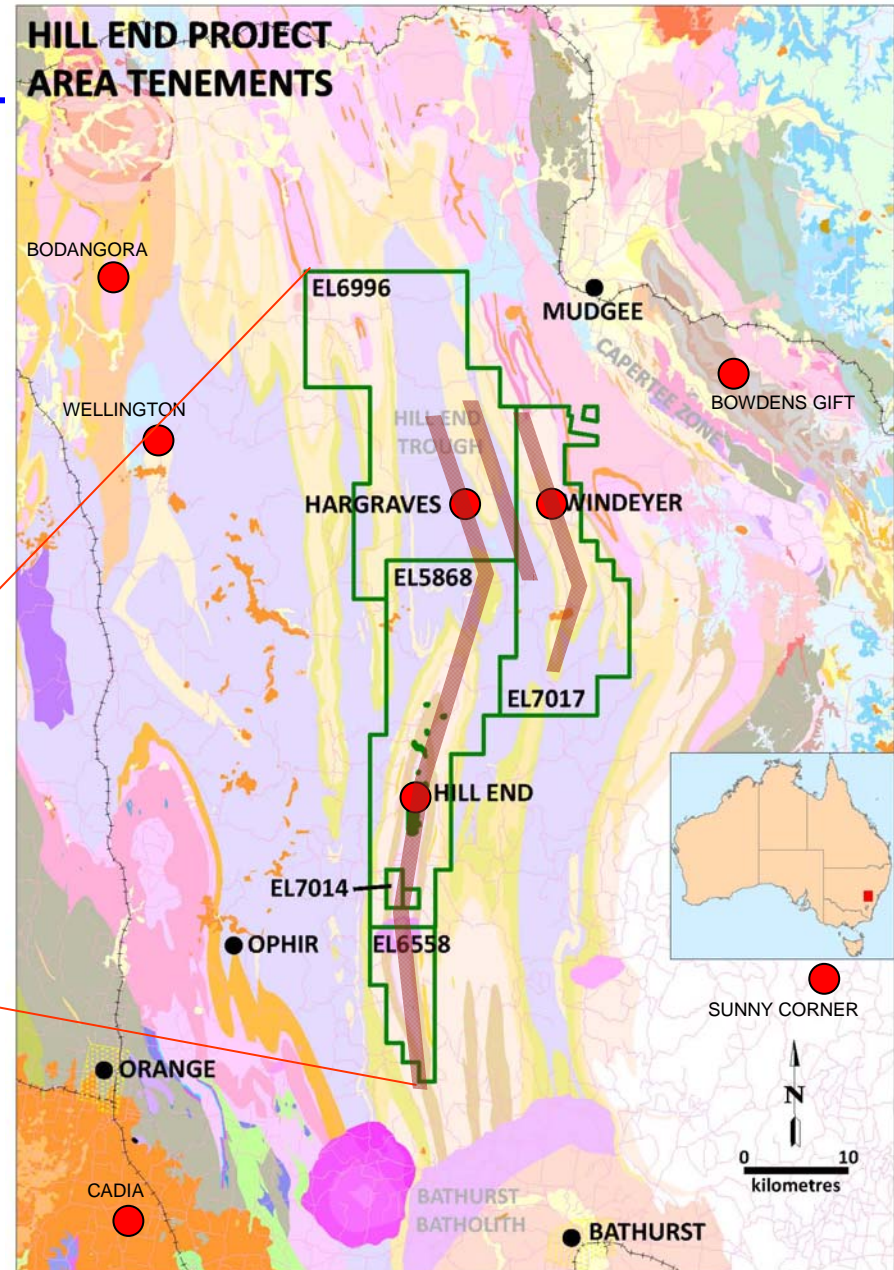 HILL END PROJECT
AREA TENEMENTS
BODANGORA
EL6996
MUDGEE
CAPERTEE ZONE
BOWDENS GIFT
WELLINGTON
HILL END
TROUGH
HARGRAVES
WINDEYER
EL5868
EL7017
HILL END
EL7014
EL6558
OPHIR
SUNNY CORNER
ORANGE
N
0 10
kilometres
CADIA
BATHURST
BATHOLITH
BATHURST